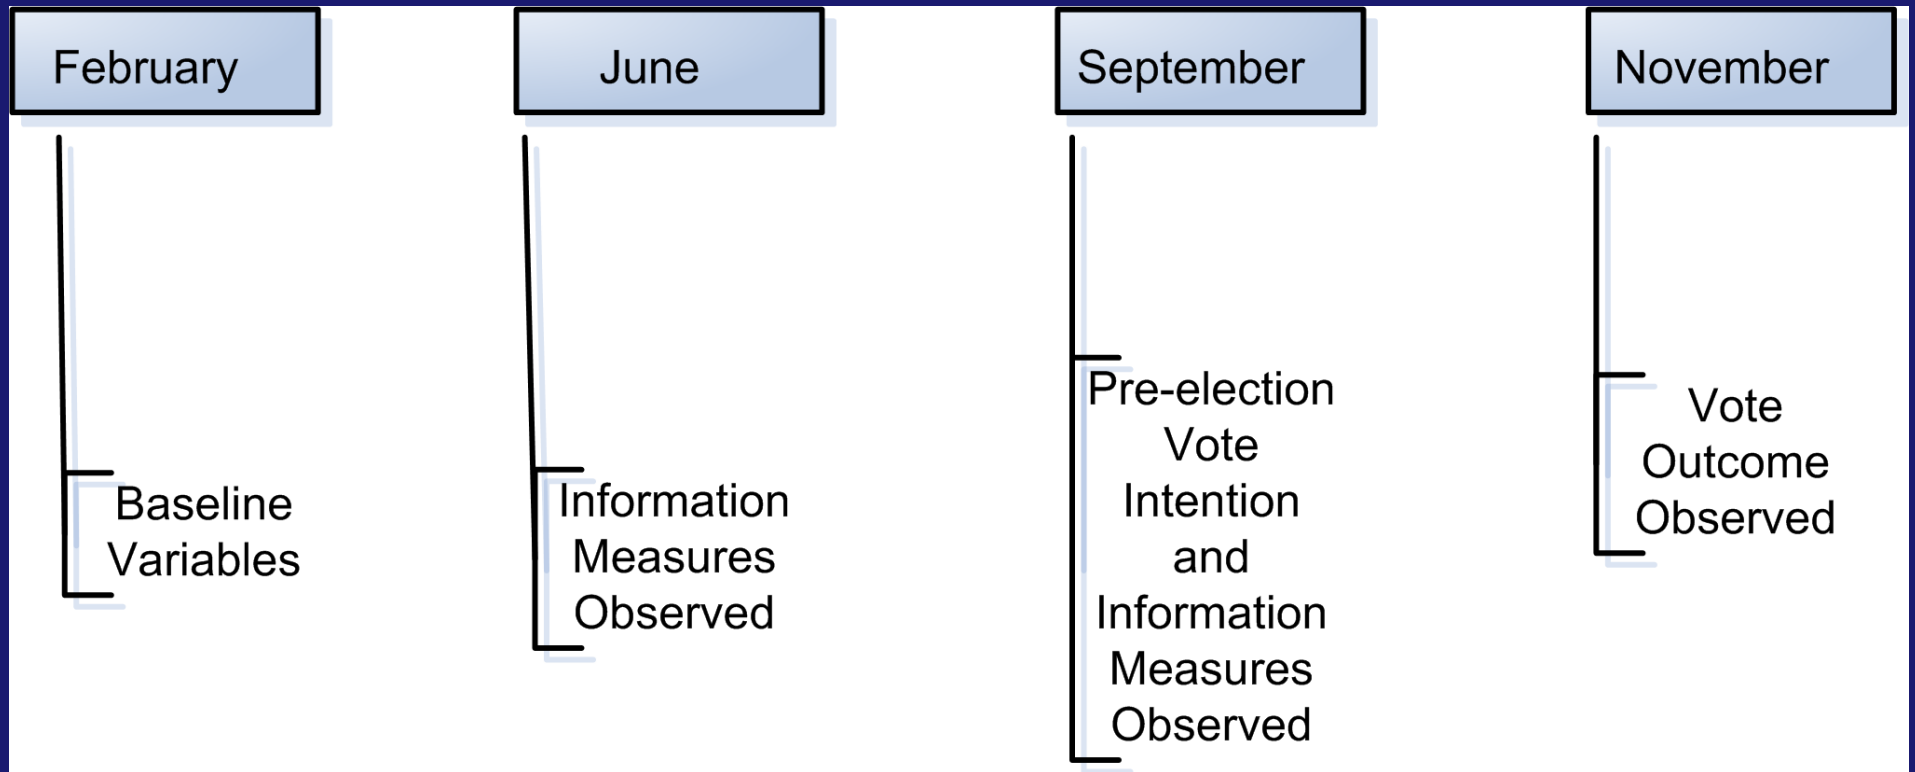 February
Baseline
Variables
June
Information
Measures
Observed
September
Pre-election
Vote
Intention
and
Information
Measures
Observed
November
Vote
Outcome
Observed